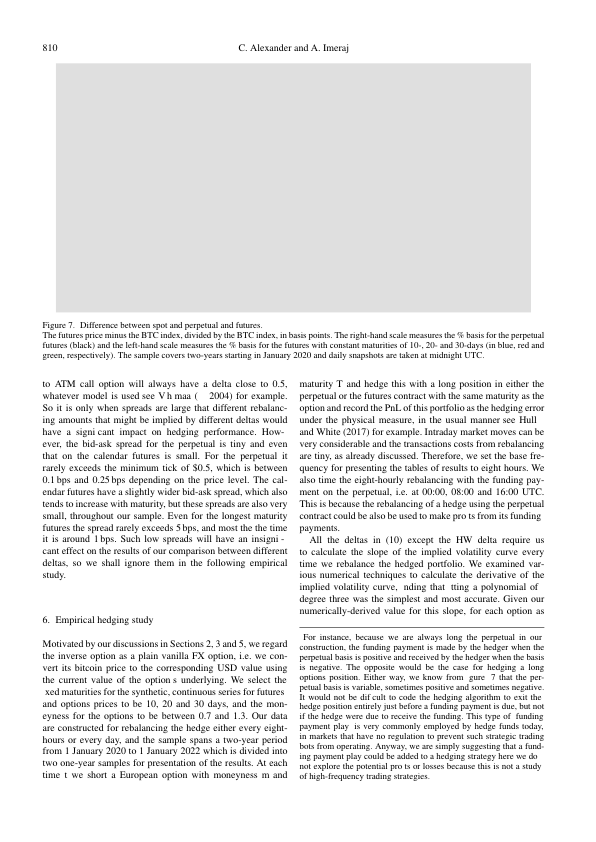 810
C. Alexander and A. Imeraj
Figure 7. Difference between spot and perpetual and futures.
The futures price minus the BTC index, divided by the BTC index, in basis points. The right-hand scale measures the % basis for the perpetual
futures (black) and the left-hand scale measures the % basis for the futures with constant maturities of 10-, 20- and 30-days (in blue, red and
green, respectively). The sample covers two-years starting in January 2020 and daily snapshots are taken at midnight UTC.
to ATM call option will always have a delta close to 0.5,
whatever model is used see V h maa ( 2004) for example.
So it is only when spreads are large that different rebalanc-
ing amounts that might be implied by different deltas would
have a signi cant impact on hedging performance. How-
ever, the bid-ask spread for the perpetual is tiny and even
that on the calendar futures is small. For the perpetual it
rarely exceeds the minimum tick of $0.5, which is between
0.1 bps and 0.25 bps depending on the price level. The cal-
endar futures have a slightly wider bid-ask spread, which also
tends to increase with maturity, but these spreads are also very
small, throughout our sample. Even for the longest maturity
futures the spread rarely exceeds 5 bps, and most the the time
it is around 1 bps. Such low spreads will have an insigni -
cant effect on the results of our comparison between different
deltas, so we shall ignore them in the following empirical
study.
6. Empirical hedging study
Motivated by our discussions in Sections 2, 3 and 5, we regard
the inverse option as a plain vanilla FX option, i.e. we con-
vert its bitcoin price to the corresponding USD value using
the current value of the option s underlying. We select the
xed maturities for the synthetic, continuous series for futures
and options prices to be 10, 20 and 30 days, and the mon-
eyness for the options to be between 0.7 and 1.3. Our data
are constructed for rebalancing the hedge either every eight-
hours or every day, and the sample spans a two-year period
from 1 January 2020 to 1 January 2022 which is divided into
two one-year samples for presentation of the results. At each
time t we short a European option with moneyness m and
maturity T and hedge this with a long position in either the
perpetual or the futures contract with the same maturity as the
option and record the PnL of this portfolio as the hedging error
under the physical measure, in the usual manner see Hull
and White (2017) for example. Intraday market moves can be
very considerable and the transactions costs from rebalancing
are tiny, as already discussed. Therefore, we set the base fre-
quency for presenting the tables of results to eight hours. We
also time the eight-hourly rebalancing with the funding pay-
ment on the perpetual, i.e. at 00:00, 08:00 and 16:00 UTC.
This is because the rebalancing of a hedge using the perpetual
contract could be also be used to make pro ts from its funding
payments.
All the deltas in (10) except the HW delta require us
to calculate the slope of the implied volatility curve every
time we rebalance the hedged portfolio. We examined var-
ious numerical techniques to calculate the derivative of the
implied volatility curve, nding that tting a polynomial of
degree three was the simplest and most accurate. Given our
numerically-derived value for this slope, for each option as
For instance, because we are always long the perpetual in our
construction, the funding payment is made by the hedger when the
perpetual basis is positive and received by the hedger when the basis
is negative. The opposite would be the case for hedging a long
options position. Either way, we know from gure 7 that the per-
petual basis is variable, sometimes positive and sometimes negative.
It would not be dif cult to code the hedging algorithm to exit the
hedge position entirely just before a funding payment is due, but not
if the hedge were due to receive the funding. This type of funding
payment play is very commonly employed by hedge funds today,
in markets that have no regulation to prevent such strategic trading
bots from operating. Anyway, we are simply suggesting that a fund-
ing payment play could be added to a hedging strategy here we do
not explore the potential pro ts or losses because this is not a study
of high-frequency trading strategies.